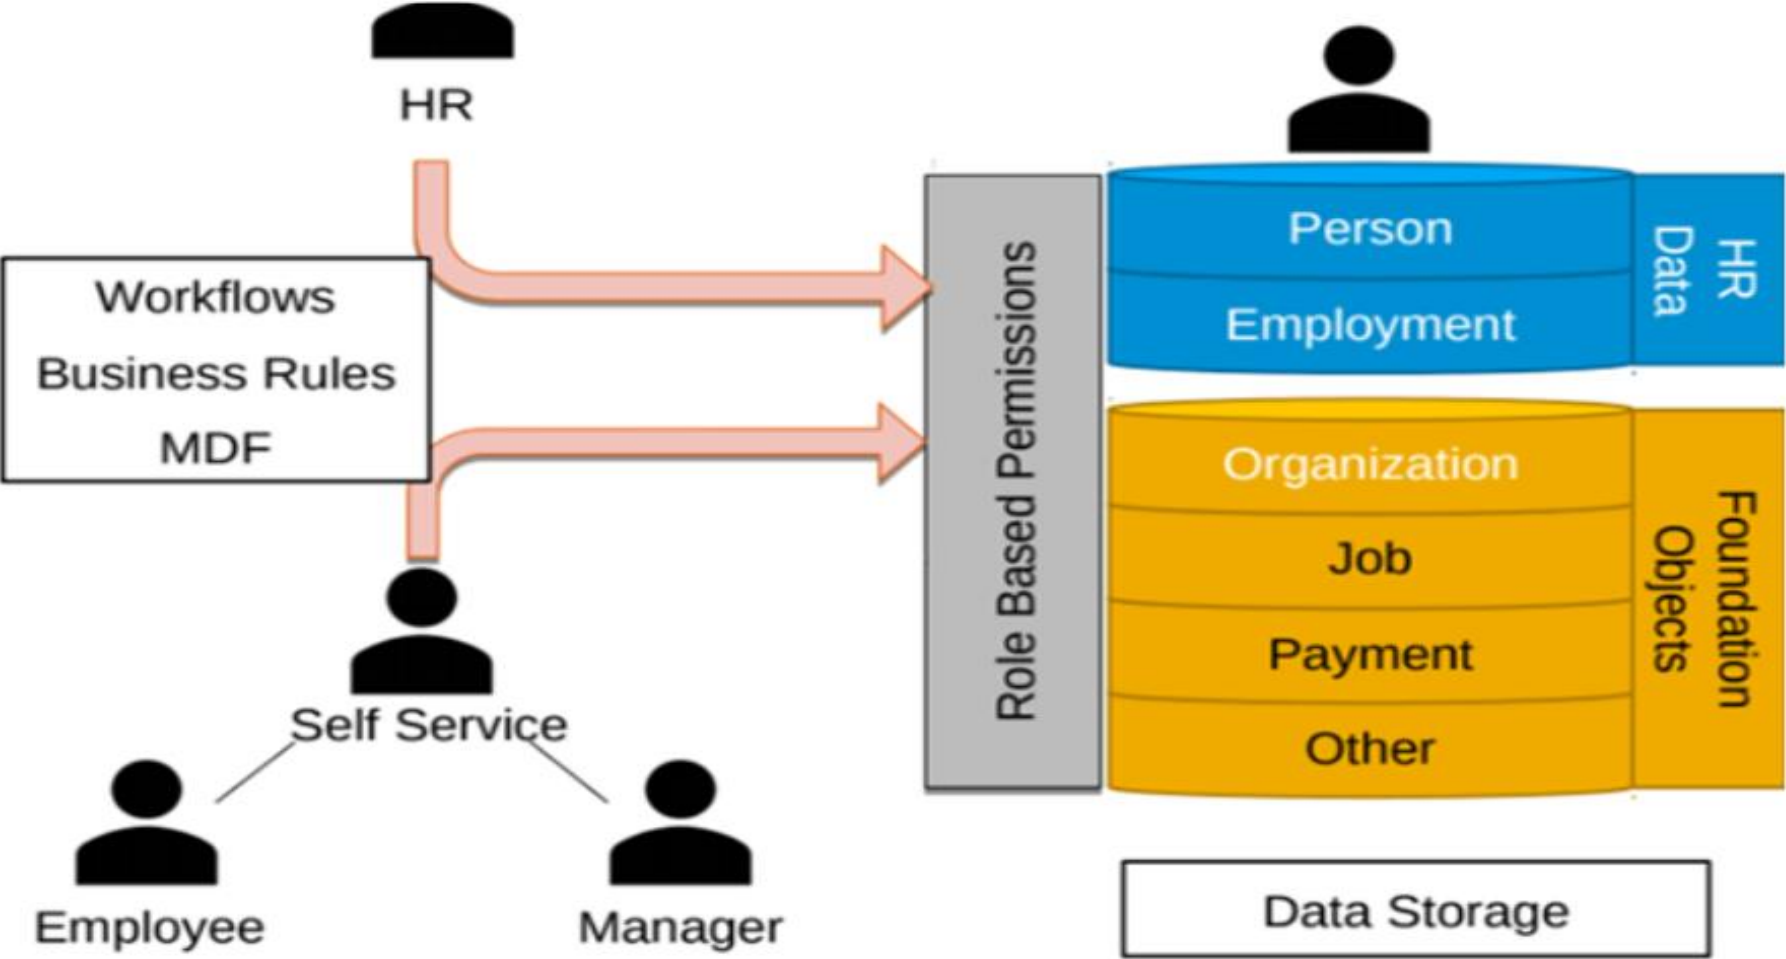 HR
Workflows
Business Rules
MDF
Self Service
Employee
Manager
Role Based Permissions
Person
Employment
HR
Data
Organization
Job
Payment
Other
Foundation
Objects
Data Storage